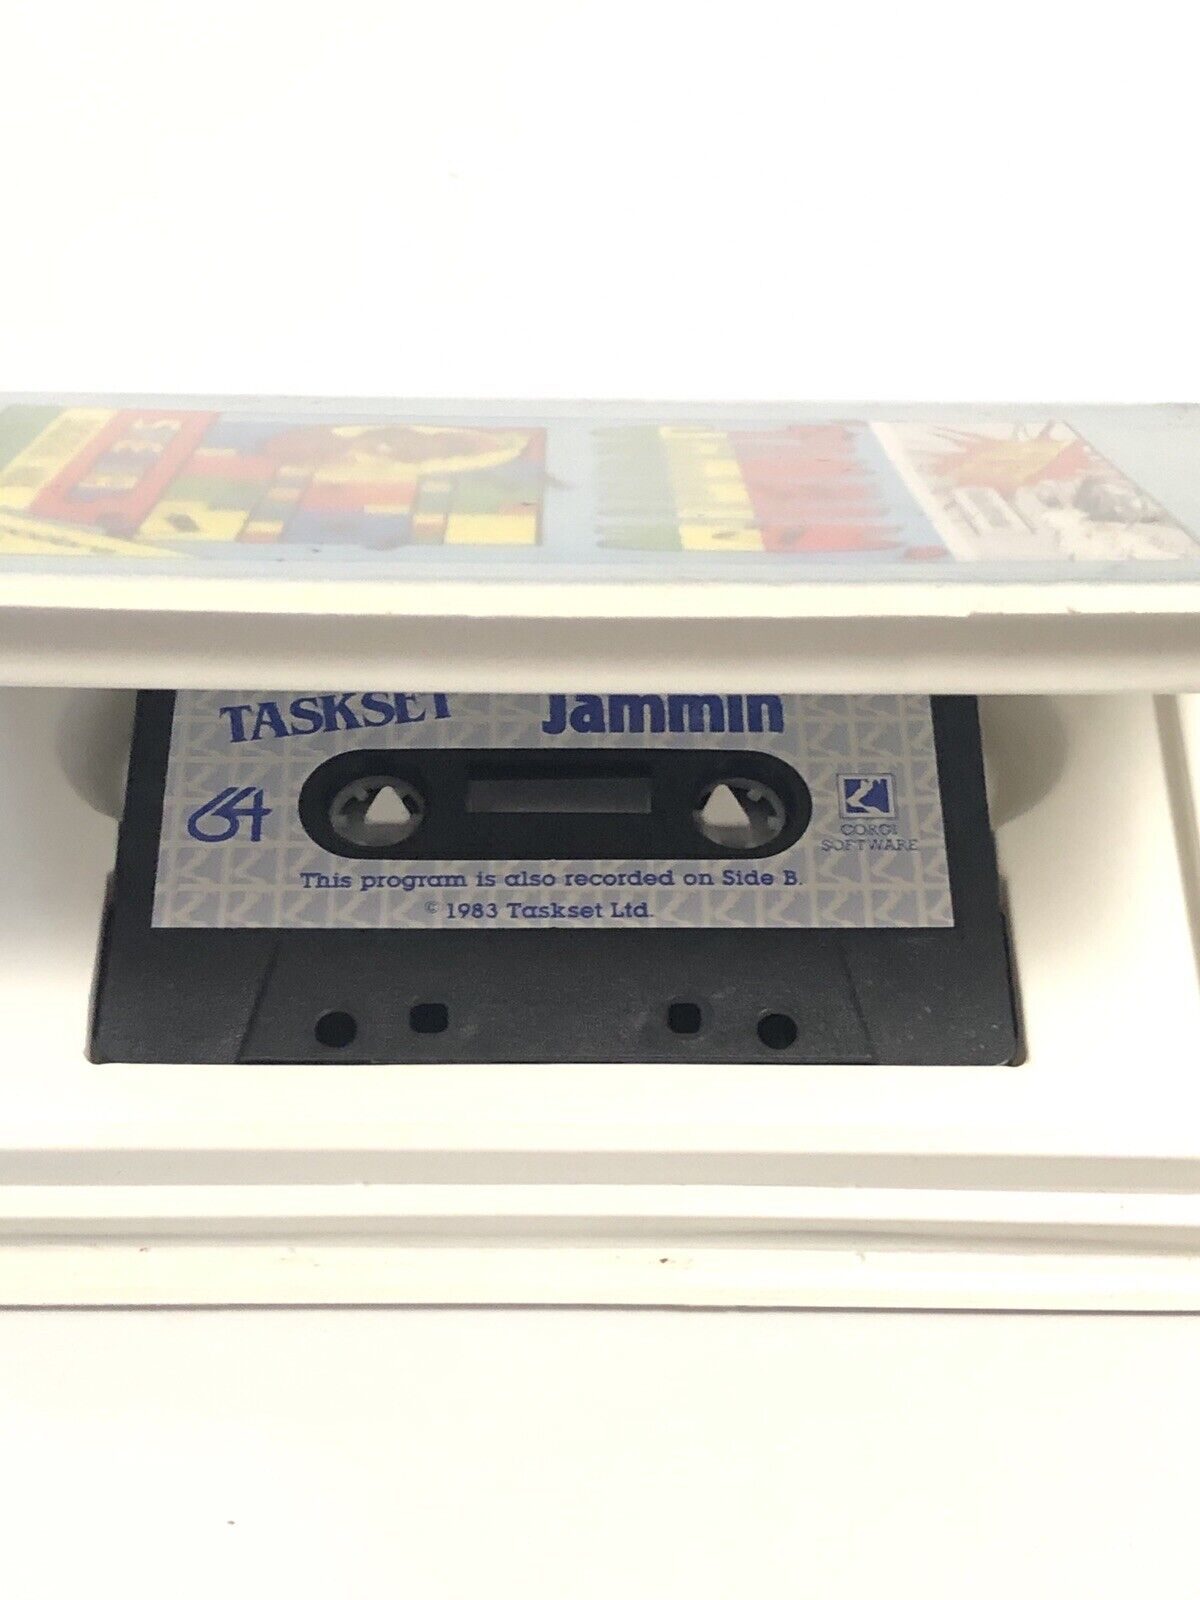 TASKSET
Jammin
64
CORGI
SOFTWARE
This program is also recorded on Side B.
© 1983 Taskset Ltd.